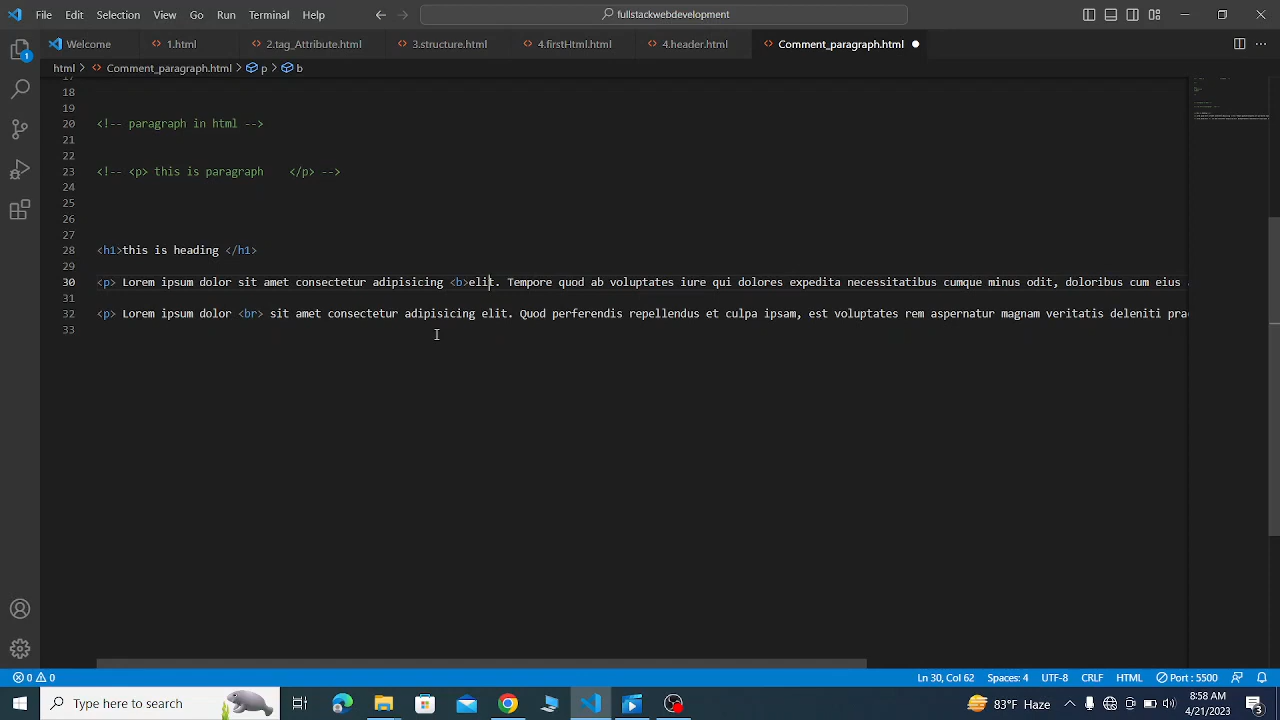 File Edit Selection View Go Run Terminal Help fullstackwebdevelopment
1 Welcome 1.html 2.tag_Attribute.html 3.structure.html 4.firstHtml.html 4.header.html Comment_paragraph.html
html > Comment_paragraph.html > p > b
18
19
20 <!-- paragraph in html -->
21
22
23 <!-- <p> this is paragraph </p> -->
24
25
26
27
28 <h1>this is heading </h1>
29
30 <p> Lorem ipsum dolor sit amet consectetur adipisicing <b>elit. Tempore quod ab voluptates iure qui dolores expedita necessitatibus cumque minus odit, doloribus cum eius
31
32 <p> Lorem ipsum dolor <br> sit amet consectetur adipisicing elit. Quod perferendis repellendus et culpa ipsam, est voluptates rem aspernatur magnam veritatis deleniti prae
33
0 0 Ln 30, Col 62 Spaces: 4 UTF-8 CRLF HTML Port : 5500
Type here to search 83°F Haze 8:58 AM
4/21/2023 3